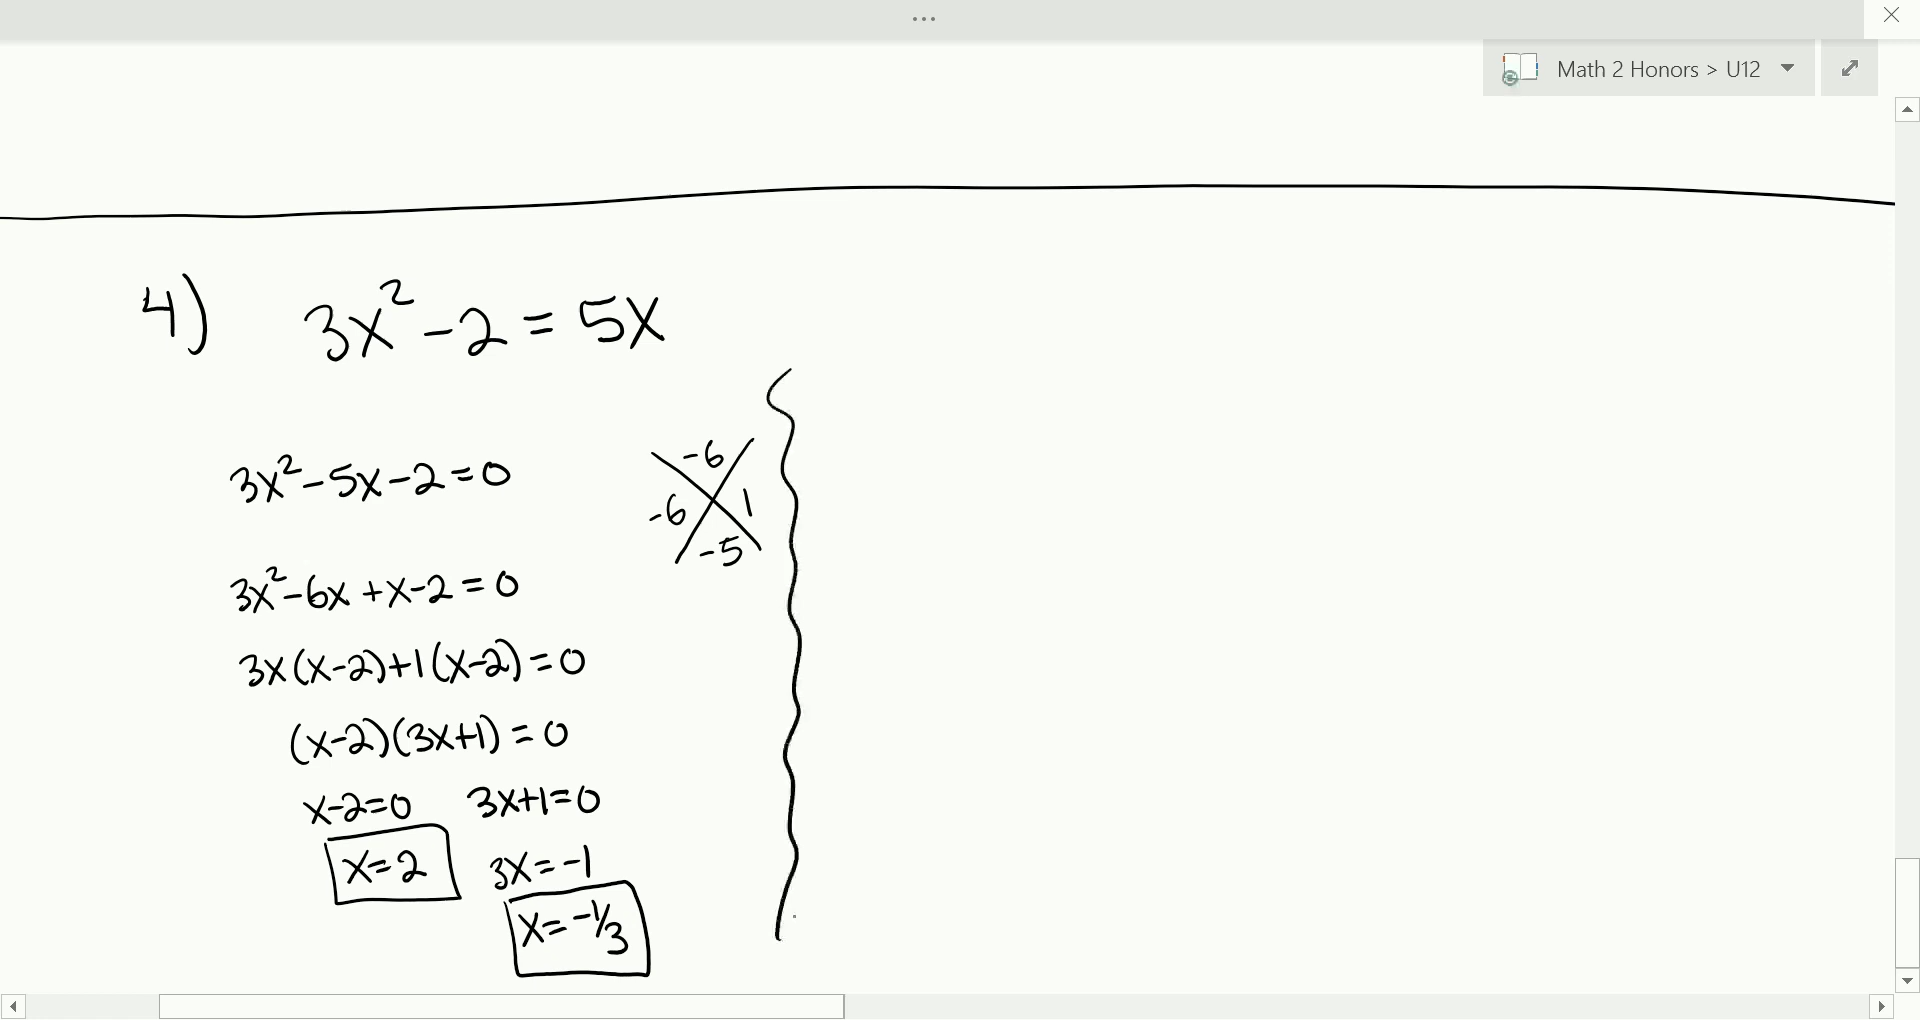 ...
Math 2 Honors > U12
4) 3x² - 2 = 5x
3x² - 5x - 2 = 0
-6
-6 1
-5
3x² - 6x + x - 2 = 0
3x(x-2) + 1(x-2) = 0
(x-2)(3x+1) = 0
x-2=0 3x+1=0
x=2 3x=-1
x=-1/3